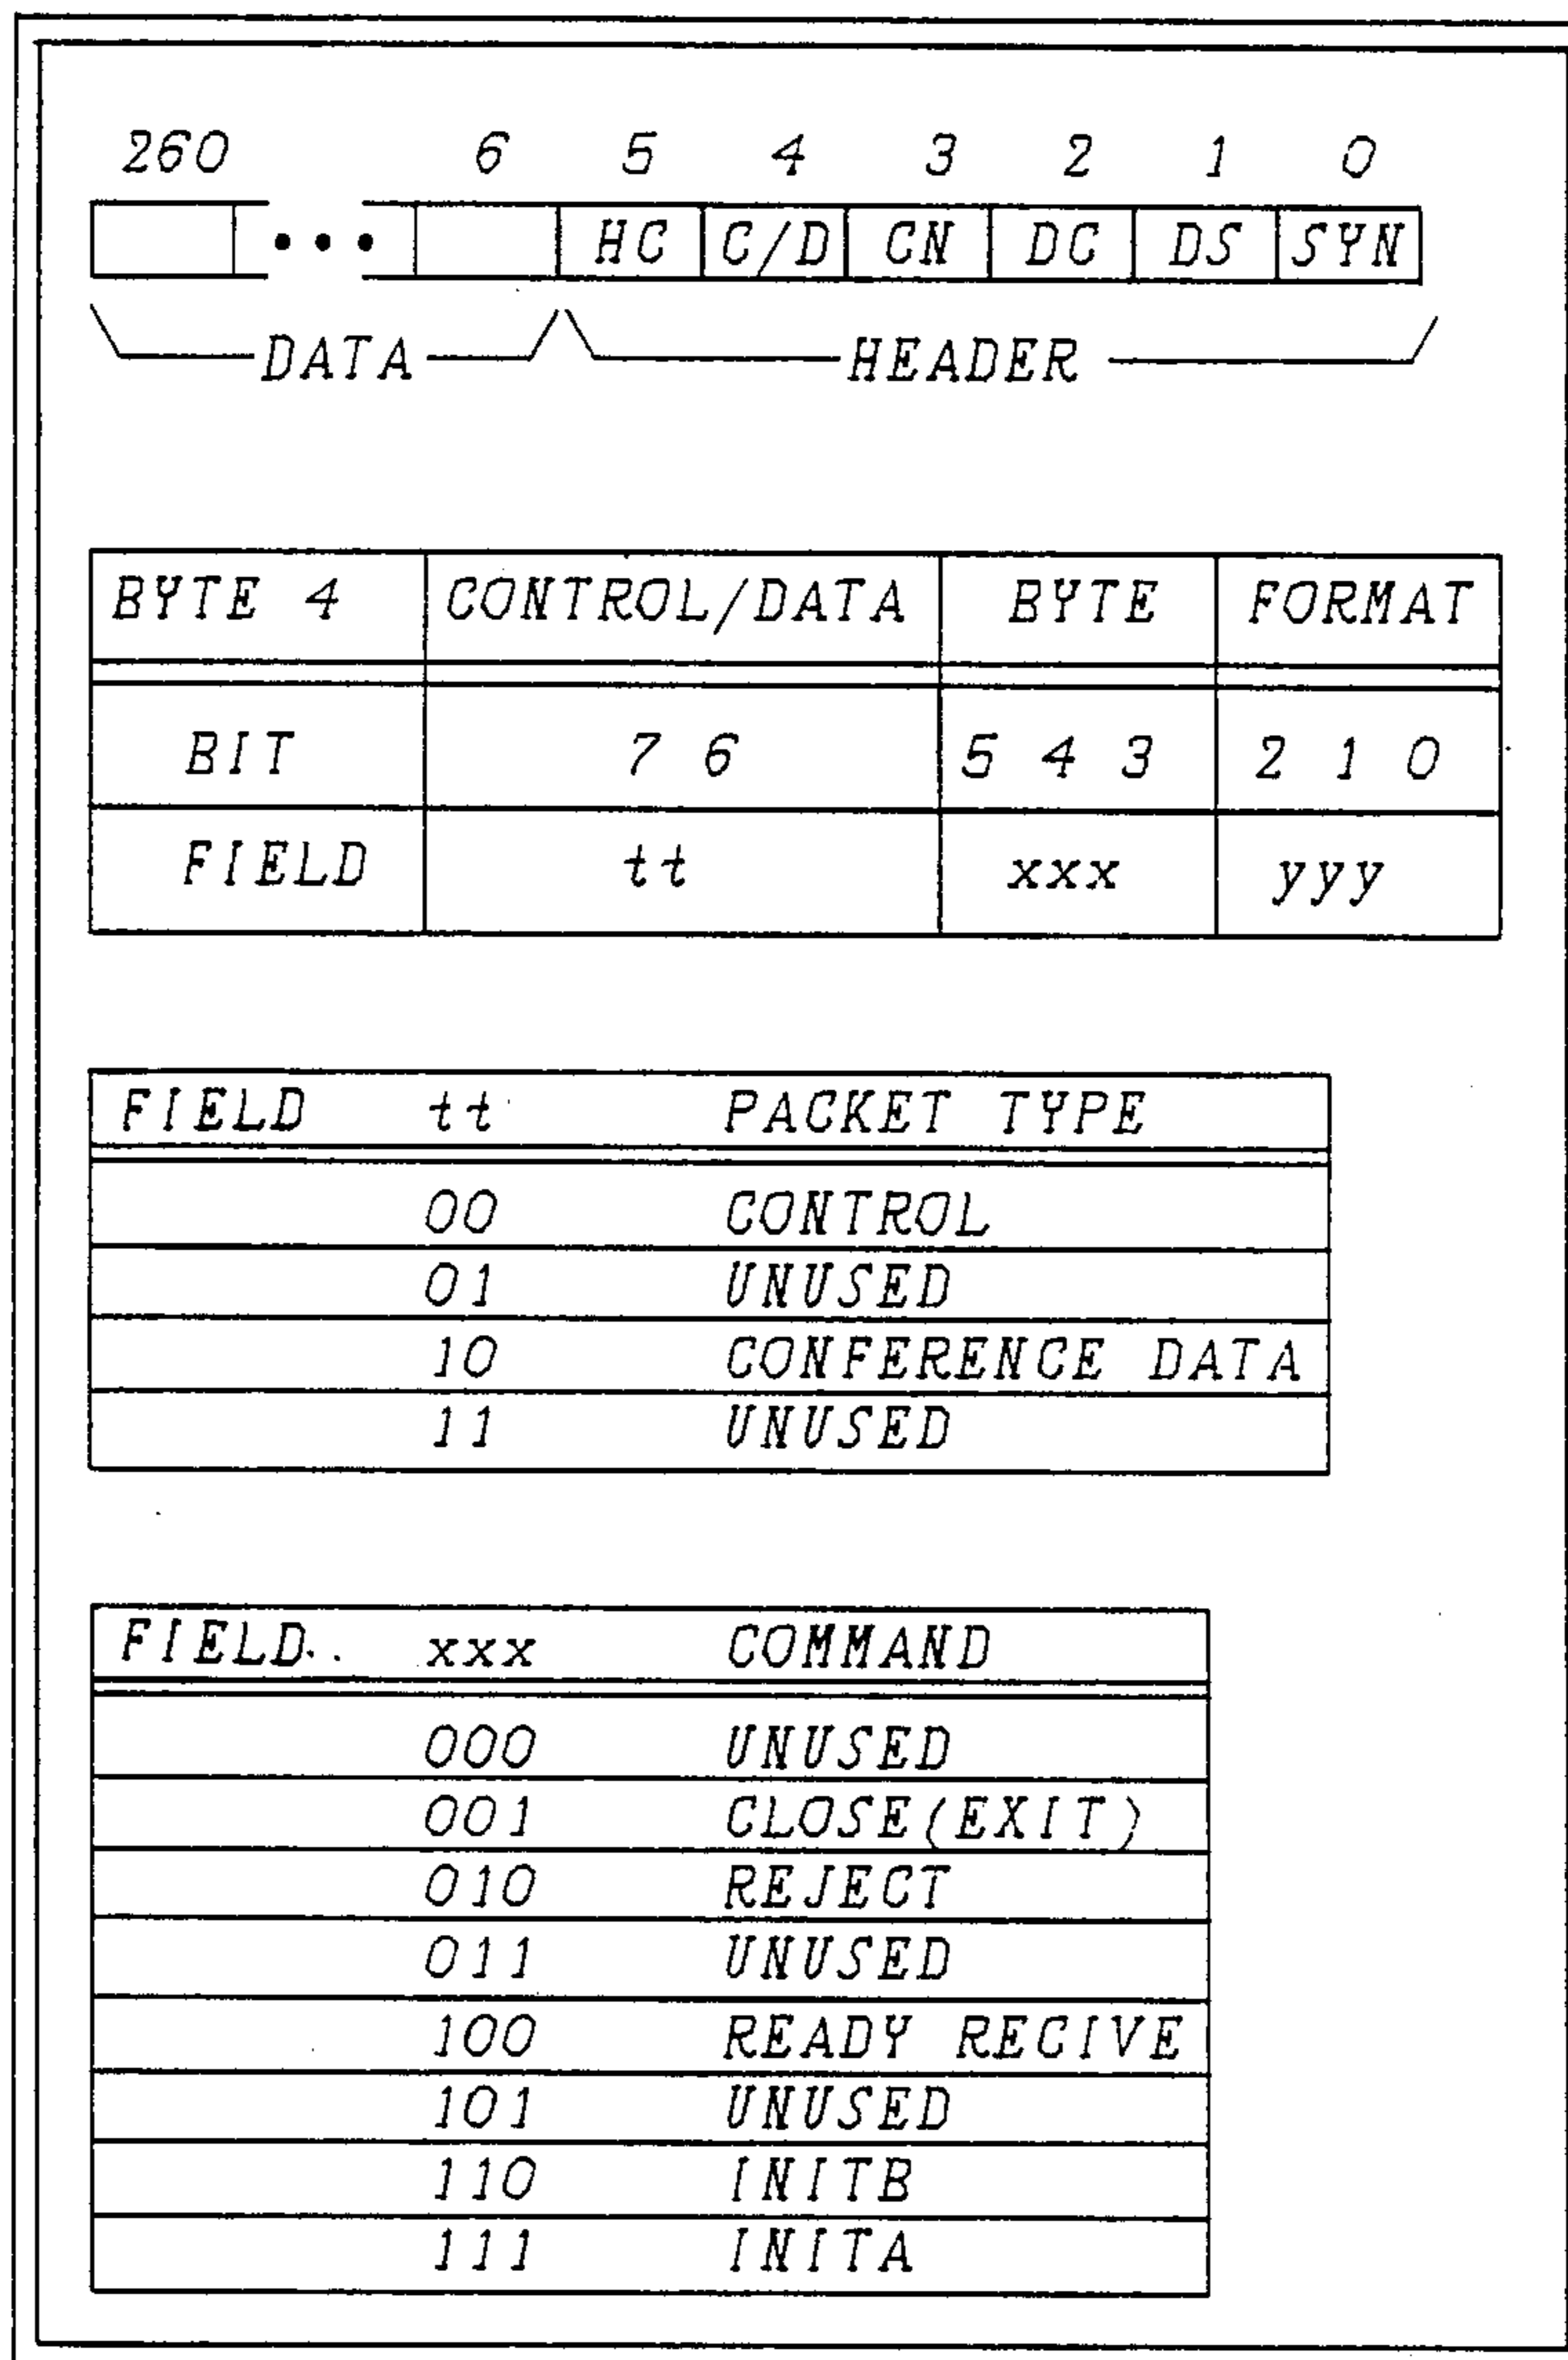 260 ... 6 5 4 3 2 1 0
HC C/D CN DC DS SYN
DATA HEADER
BYTE 4 CONTROL/DATA BYTE FORMAT
BIT 7 6 5 4 3 2 1 0
FIELD tt xxx yyy
FIELD tt PACKET TYPE
00 CONTROL
01 UNUSED
10 CONFERENCE DATA
11 UNUSED
FIELD xxx COMMAND
000 UNUSED
001 CLOSE(EXIT)
010 REJECT
011 UNUSED
100 READY RECIVE
101 UNUSED
110 INITB
111 INITA